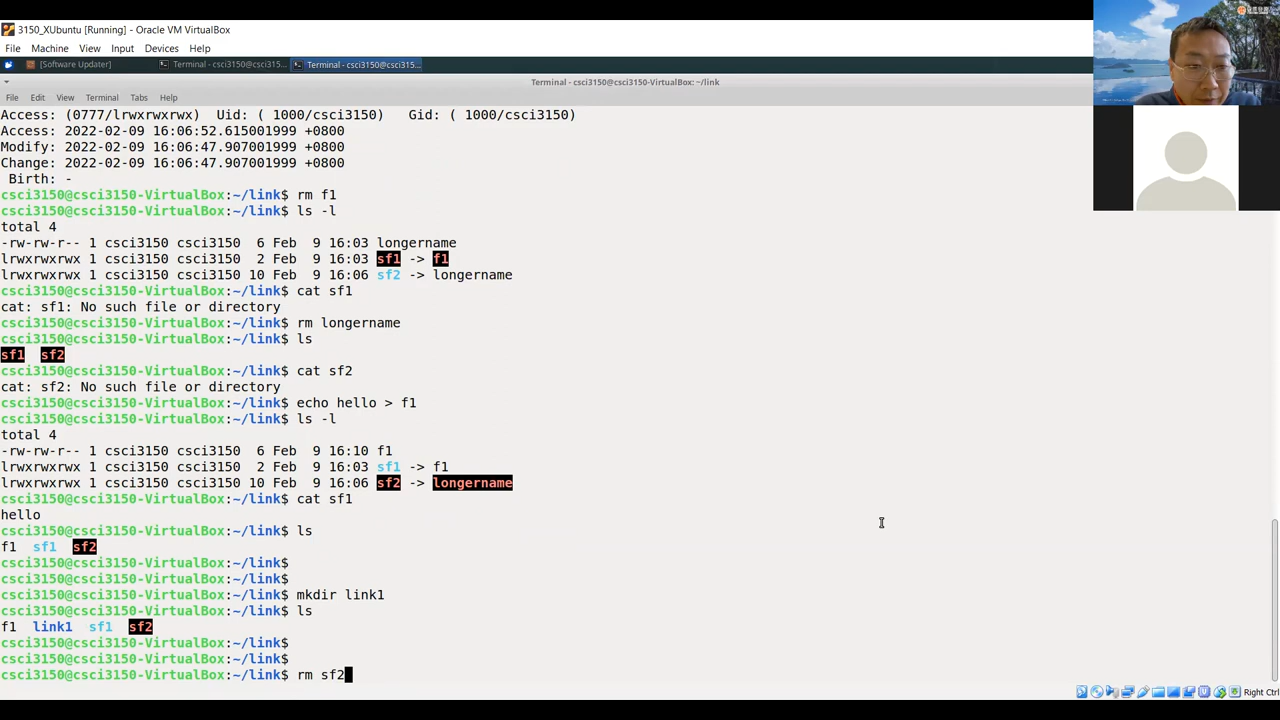 3150_XUbuntu [Running] - Oracle VM VirtualBox
File Machine View Input Devices Help
[Software Updater] Terminal - csci3150@csci315... Terminal - csci3150@csci315...
Terminal - csci3150@csci3150-VirtualBox: ~/link
File Edit View Terminal Tabs Help
Access: (0777/lrwxrwxrwx)  Uid: ( 1000/csci3150)   Gid: ( 1000/csci3150)
Access: 2022-02-09 16:06:52.615001999 +0800
Modify: 2022-02-09 16:06:47.907001999 +0800
Change: 2022-02-09 16:06:47.907001999 +0800
 Birth: -
csci3150@csci3150-VirtualBox:~/link$ rm f1
csci3150@csci3150-VirtualBox:~/link$ ls -l
total 4
-rw-rw-r-- 1 csci3150 csci3150  6 Feb  9 16:03 longername
lrwxrwxrwx 1 csci3150 csci3150  2 Feb  9 16:03 sf1 -> f1
lrwxrwxrwx 1 csci3150 csci3150 10 Feb  9 16:06 sf2 -> longername
csci3150@csci3150-VirtualBox:~/link$ cat sf1
cat: sf1: No such file or directory
csci3150@csci3150-VirtualBox:~/link$ rm longername
csci3150@csci3150-VirtualBox:~/link$ ls
sf1  sf2
csci3150@csci3150-VirtualBox:~/link$ cat sf2
cat: sf2: No such file or directory
csci3150@csci3150-VirtualBox:~/link$ echo hello > f1
csci3150@csci3150-VirtualBox:~/link$ ls -l
total 4
-rw-rw-r-- 1 csci3150 csci3150  6 Feb  9 16:10 f1
lrwxrwxrwx 1 csci3150 csci3150  2 Feb  9 16:03 sf1 -> f1
lrwxrwxrwx 1 csci3150 csci3150 10 Feb  9 16:06 sf2 -> longername
csci3150@csci3150-VirtualBox:~/link$ cat sf1
hello
csci3150@csci3150-VirtualBox:~/link$ ls
f1  sf1  sf2
csci3150@csci3150-VirtualBox:~/link$
csci3150@csci3150-VirtualBox:~/link$
csci3150@csci3150-VirtualBox:~/link$ mkdir link1
csci3150@csci3150-VirtualBox:~/link$ ls
f1  link1  sf1  sf2
csci3150@csci3150-VirtualBox:~/link$
csci3150@csci3150-VirtualBox:~/link$
csci3150@csci3150-VirtualBox:~/link$ rm sf2
Right Ctrl